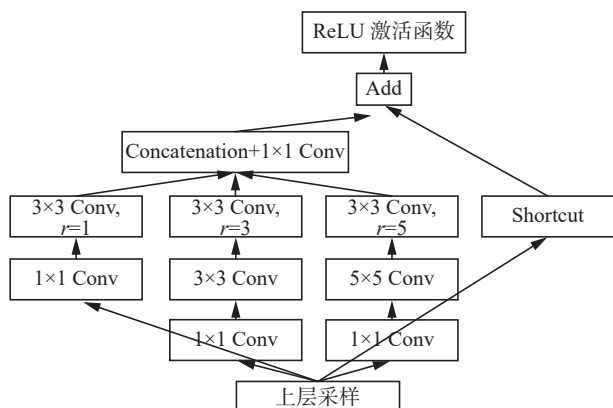 ReLU 激活函数
Add
Concatenation+1×1 Conv
3×3 Conv,
r=1
3×3 Conv,
r=3
3×3 Conv,
r=5
Shortcut
1×1 Conv
3×3 Conv
5×5 Conv
1×1 Conv
1×1 Conv
上层采样